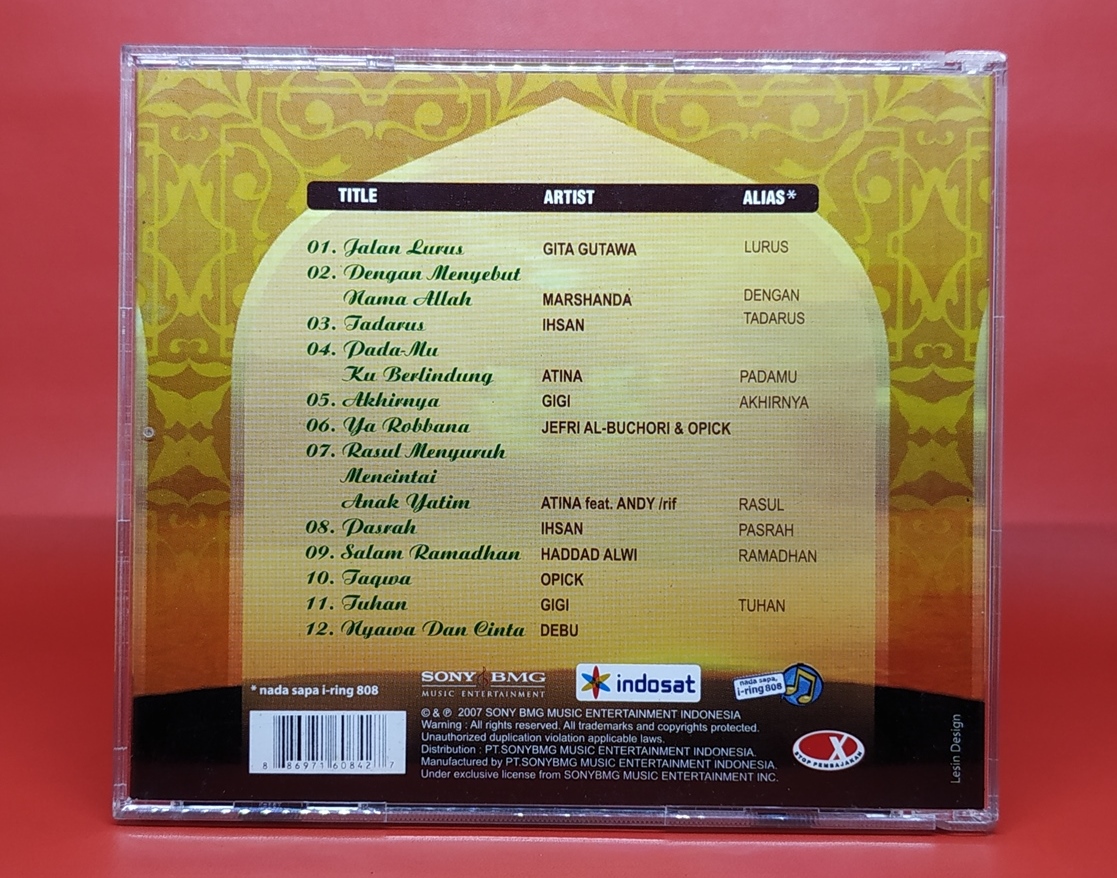 TITLE ARTIST ALIAS*
01. Jalan Lurus GITA GUTAWA LURUS
02. Dengan Menyebut
Nama Allah MARSHANDA DENGAN
03. Tadarus IHSAN TADARUS
04. Pada-Mu
Ku Berlindung ATINA PADAMU
05. Akhirnya GIGI AKHIRNYA
06. Ya Robbana JEFRI AL-BUCHORI & OPICK
07. Rasul Menyuruh
Mencintai
Anak Yatim ATINA feat. ANDY /rif RASUL
08. Pasrah IHSAN PASRAH
09. Salam Ramadhan HADDAD ALWI RAMADHAN
10. Taqwa OPICK
11. Tuhan GIGI TUHAN
12. Nyawa Dan Cinta DEBU
* nada sapa i-ring 808
SONY BMG
MUSIC ENTERTAINMENT
indosat
nada sapa,
i-ring 808
© & ℗ 2007 SONY BMG MUSIC ENTERTAINMENT INDONESIA
Warning : All rights reserved. All trademarks and copyrights protected.
Unauthorized duplication violation applicable laws.
Distribution : PT.SONYBMG MUSIC ENTERTAINMENT INDONESIA.
Manufactured by PT.SONYBMG MUSIC ENTERTAINMENT INDONESIA.
Under exclusive license from SONYBMG MUSIC ENTERTAINMENT INC.
8 86971 60842 7
X
STOP PEMBAJAKAN
Lesin Design